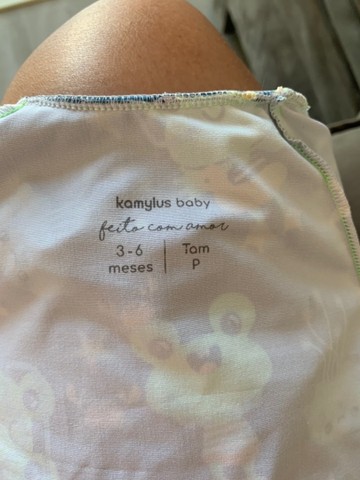 kamylus baby
feito com amor
3-6 | Tam
meses | P